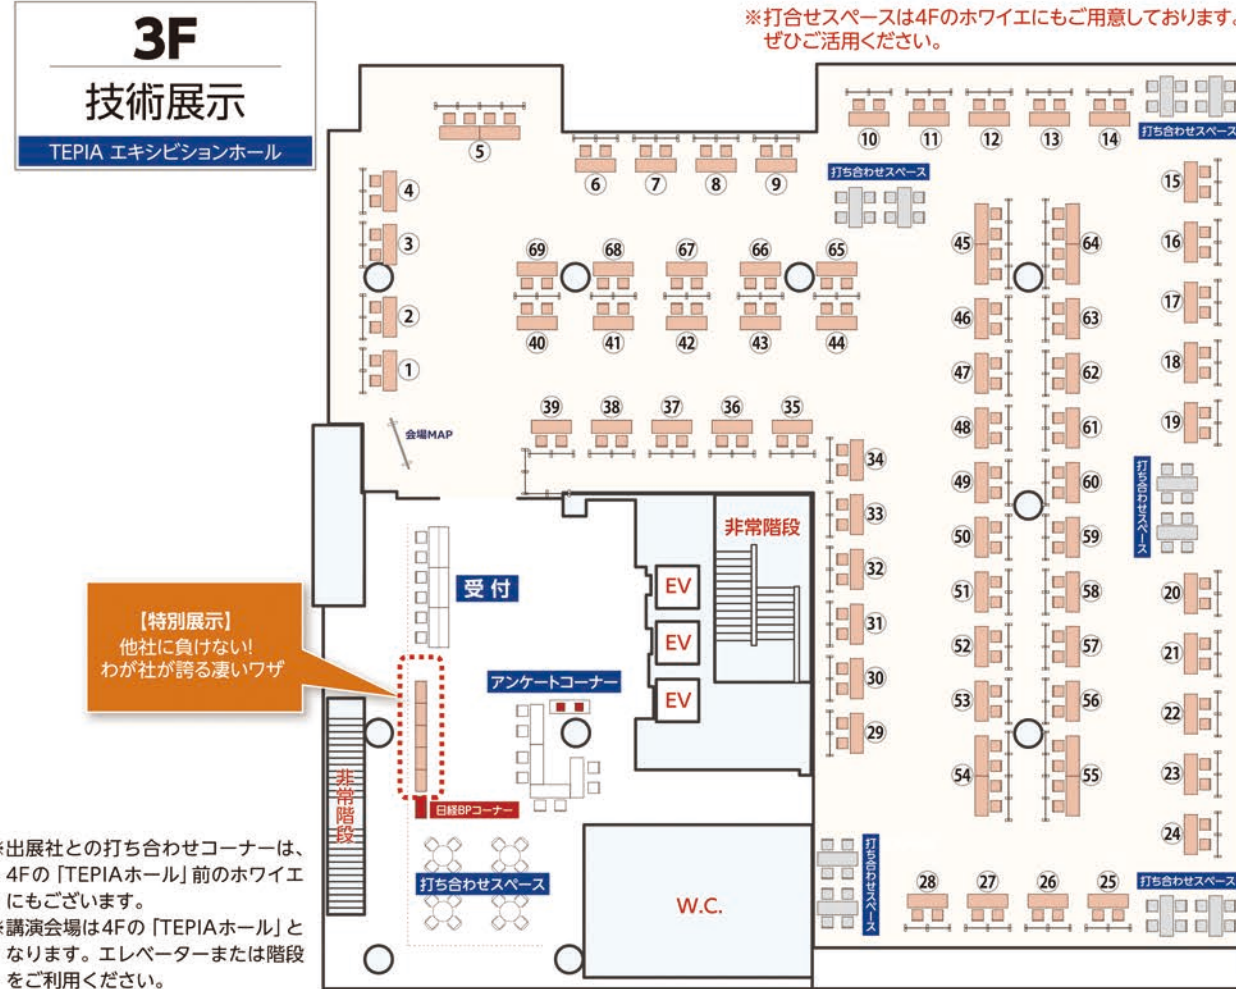 3F
技術展示
TEPIA エキシビションホール
※打合せスペースは4Fのホワイエにもご用意しております。
ぜひご活用ください。
⑩
⑪
⑫
⑬
⑭
打ち合わせスペース
⑤
⑥
⑦
⑧
⑨
打ち合わせスペース
④
③
②
①
⑮
⑯
⑰
⑱
⑲
69
68
67
66
65
㊵
㊶
㊷
㊸
㊹
㊺
64
㊻
63
㊼
62
㊽
61
㊾
60
㊿
59
51
58
52
57
53
56
54
55
㊴
㊳
㊲
㊱
㉟
会場MAP
㉞
㉝
㉜
㉛
㉚
㉙
打ち合わせスペース
⑳
㉑
㉒
㉓
㉔
非常階段
受付
EV
EV
EV
【特別展示】
他社に負けない!
わが社が誇る凄いワザ
アンケートコーナー
非常階段
日経BPコーナー
打ち合わせスペース
W.C.
打ち合わせスペース
㉘
㉗
㉖
㉕
打ち合わせスペース
※出展社との打ち合わせコーナーは、
4Fの「TEPIAホール」前のホワイエ
にもございます。
※講演会場は4Fの「TEPIAホール」と
なります。エレベーターまたは階段
をご利用ください。